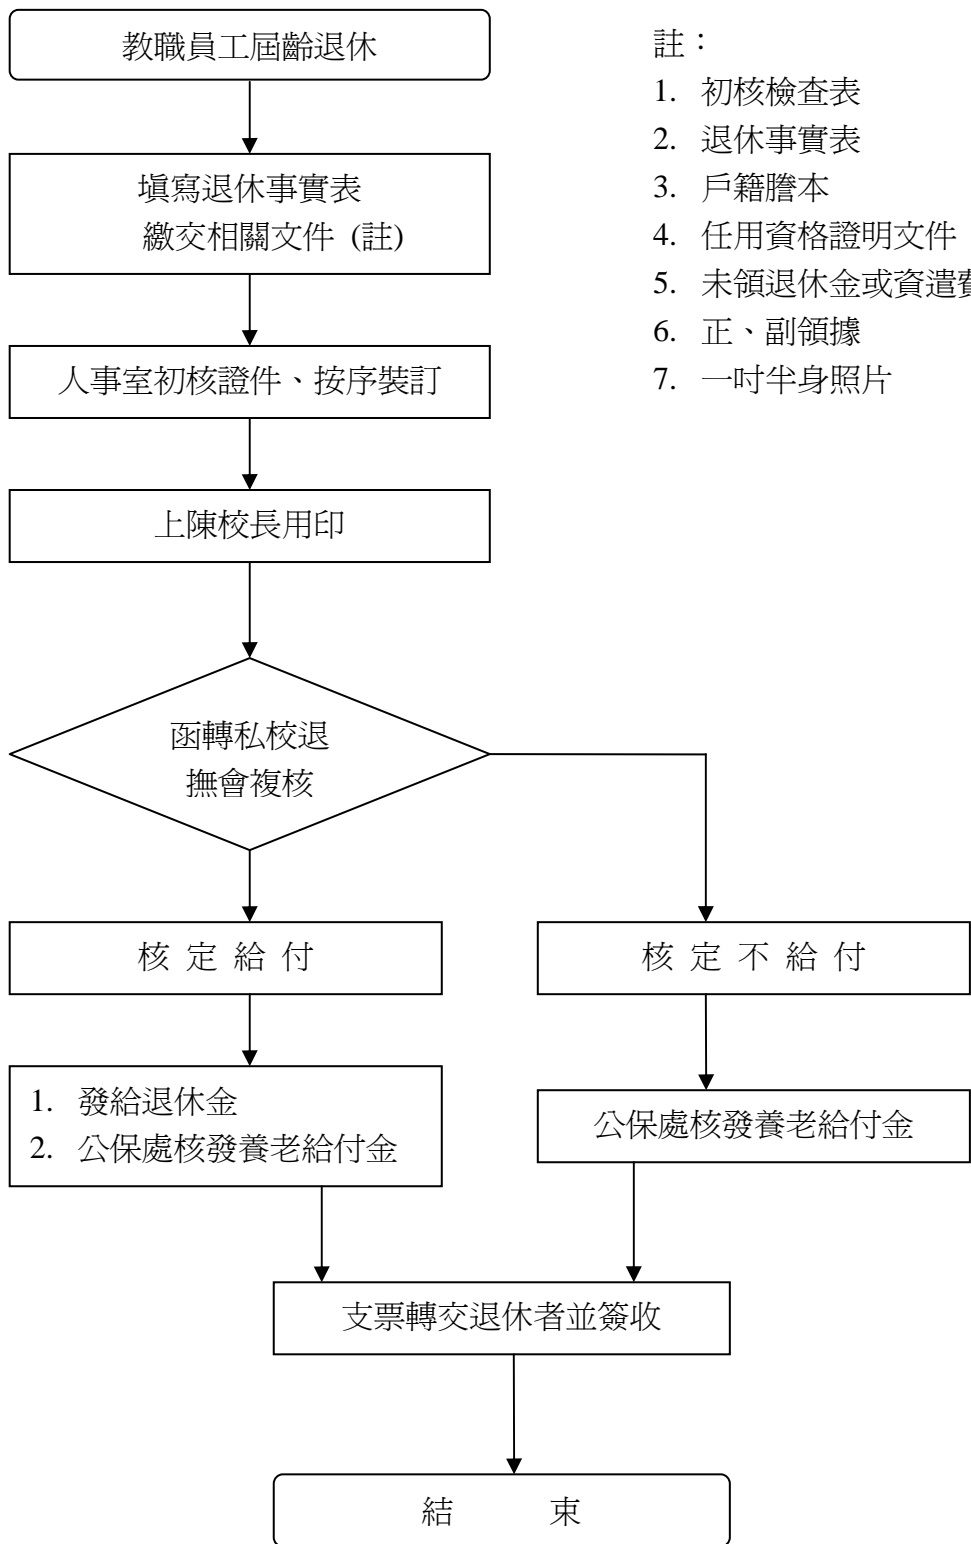 教職員工屆齡退休
填寫退休事實表
繳交相關文件 (註)
人事室初核證件、按序裝訂
上陳校長用印
函轉私校退
撫會複核
核 定 給 付
核 定 不 給 付
1. 發給退休金
2. 公保處核發養老給付金
公保處核發養老給付金
支票轉交退休者並簽收
結 束
註：
1. 初核檢查表
2. 退休事實表
3. 戶籍謄本
4. 任用資格證明文件
5. 未領退休金或資遣
6. 正、副領據
7. 一吋半身照片